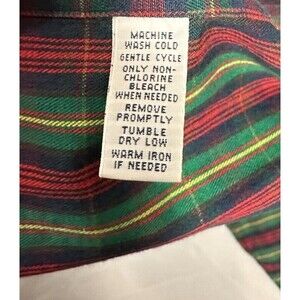 MACHINE
WASH COLD
GENTLE CYCLE
ONLY NON-
CHLORINE
BLEACH
WHEN NEEDED
REMOVE
PROMPTLY
TUMBLE
DRY LOW
WARM IRON
IF NEEDED